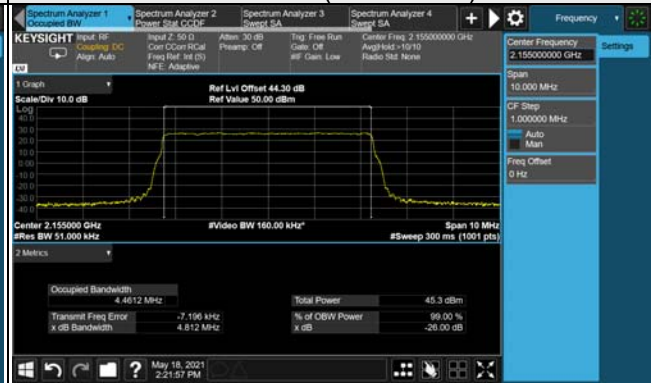 Spectrum Analyzer 1
Occupied BW
Spectrum Analyzer 2
Power Stat CCDF
Spectrum Analyzer 3
Swept SA
Spectrum Analyzer 4
Swept SA
Frequency
KEYSIGHT
Input: RF
Coupling: DC
Align: Auto
Input Z: 50 Ω
Corr CCorr RCal
Freq Ref: Int (S)
NFE: Adaptive
Atten: 30 dB
Preamp: Off
Trig: Free Run
Gate: Off
#IF Gain: Low
Center Freq: 2.155000000 GHz
Avg|Hold:>10/10
Radio Std: None
LXI
Center Frequency
2.155000000 GHz
Settings
Span
10.000 MHz
CF Step
1.000000 MHz
Auto
Man
Freq Offset
0 Hz
1 Graph
Scale/Div 10.0 dB
Ref Lvl Offset 44.30 dB
Ref Value 50.00 dBm
Log
40.0
30.0
20.0
10.0
0.00
-10.0
-20.0
-30.0
-40.0
Center 2.155000 GHz
#Res BW 51.000 kHz
#Video BW 160.00 kHz*
Span 10 MHz
#Sweep 300 ms (1001 pts)
2 Metrics
Occupied Bandwidth
4.4612 MHz
Total Power
45.3 dBm
Transmit Freq Error
-7.196 kHz
% of OBW Power
99.00 %
x dB Bandwidth
4.812 MHz
x dB
-26.00 dB
May 18, 2021
2:21:57 PM